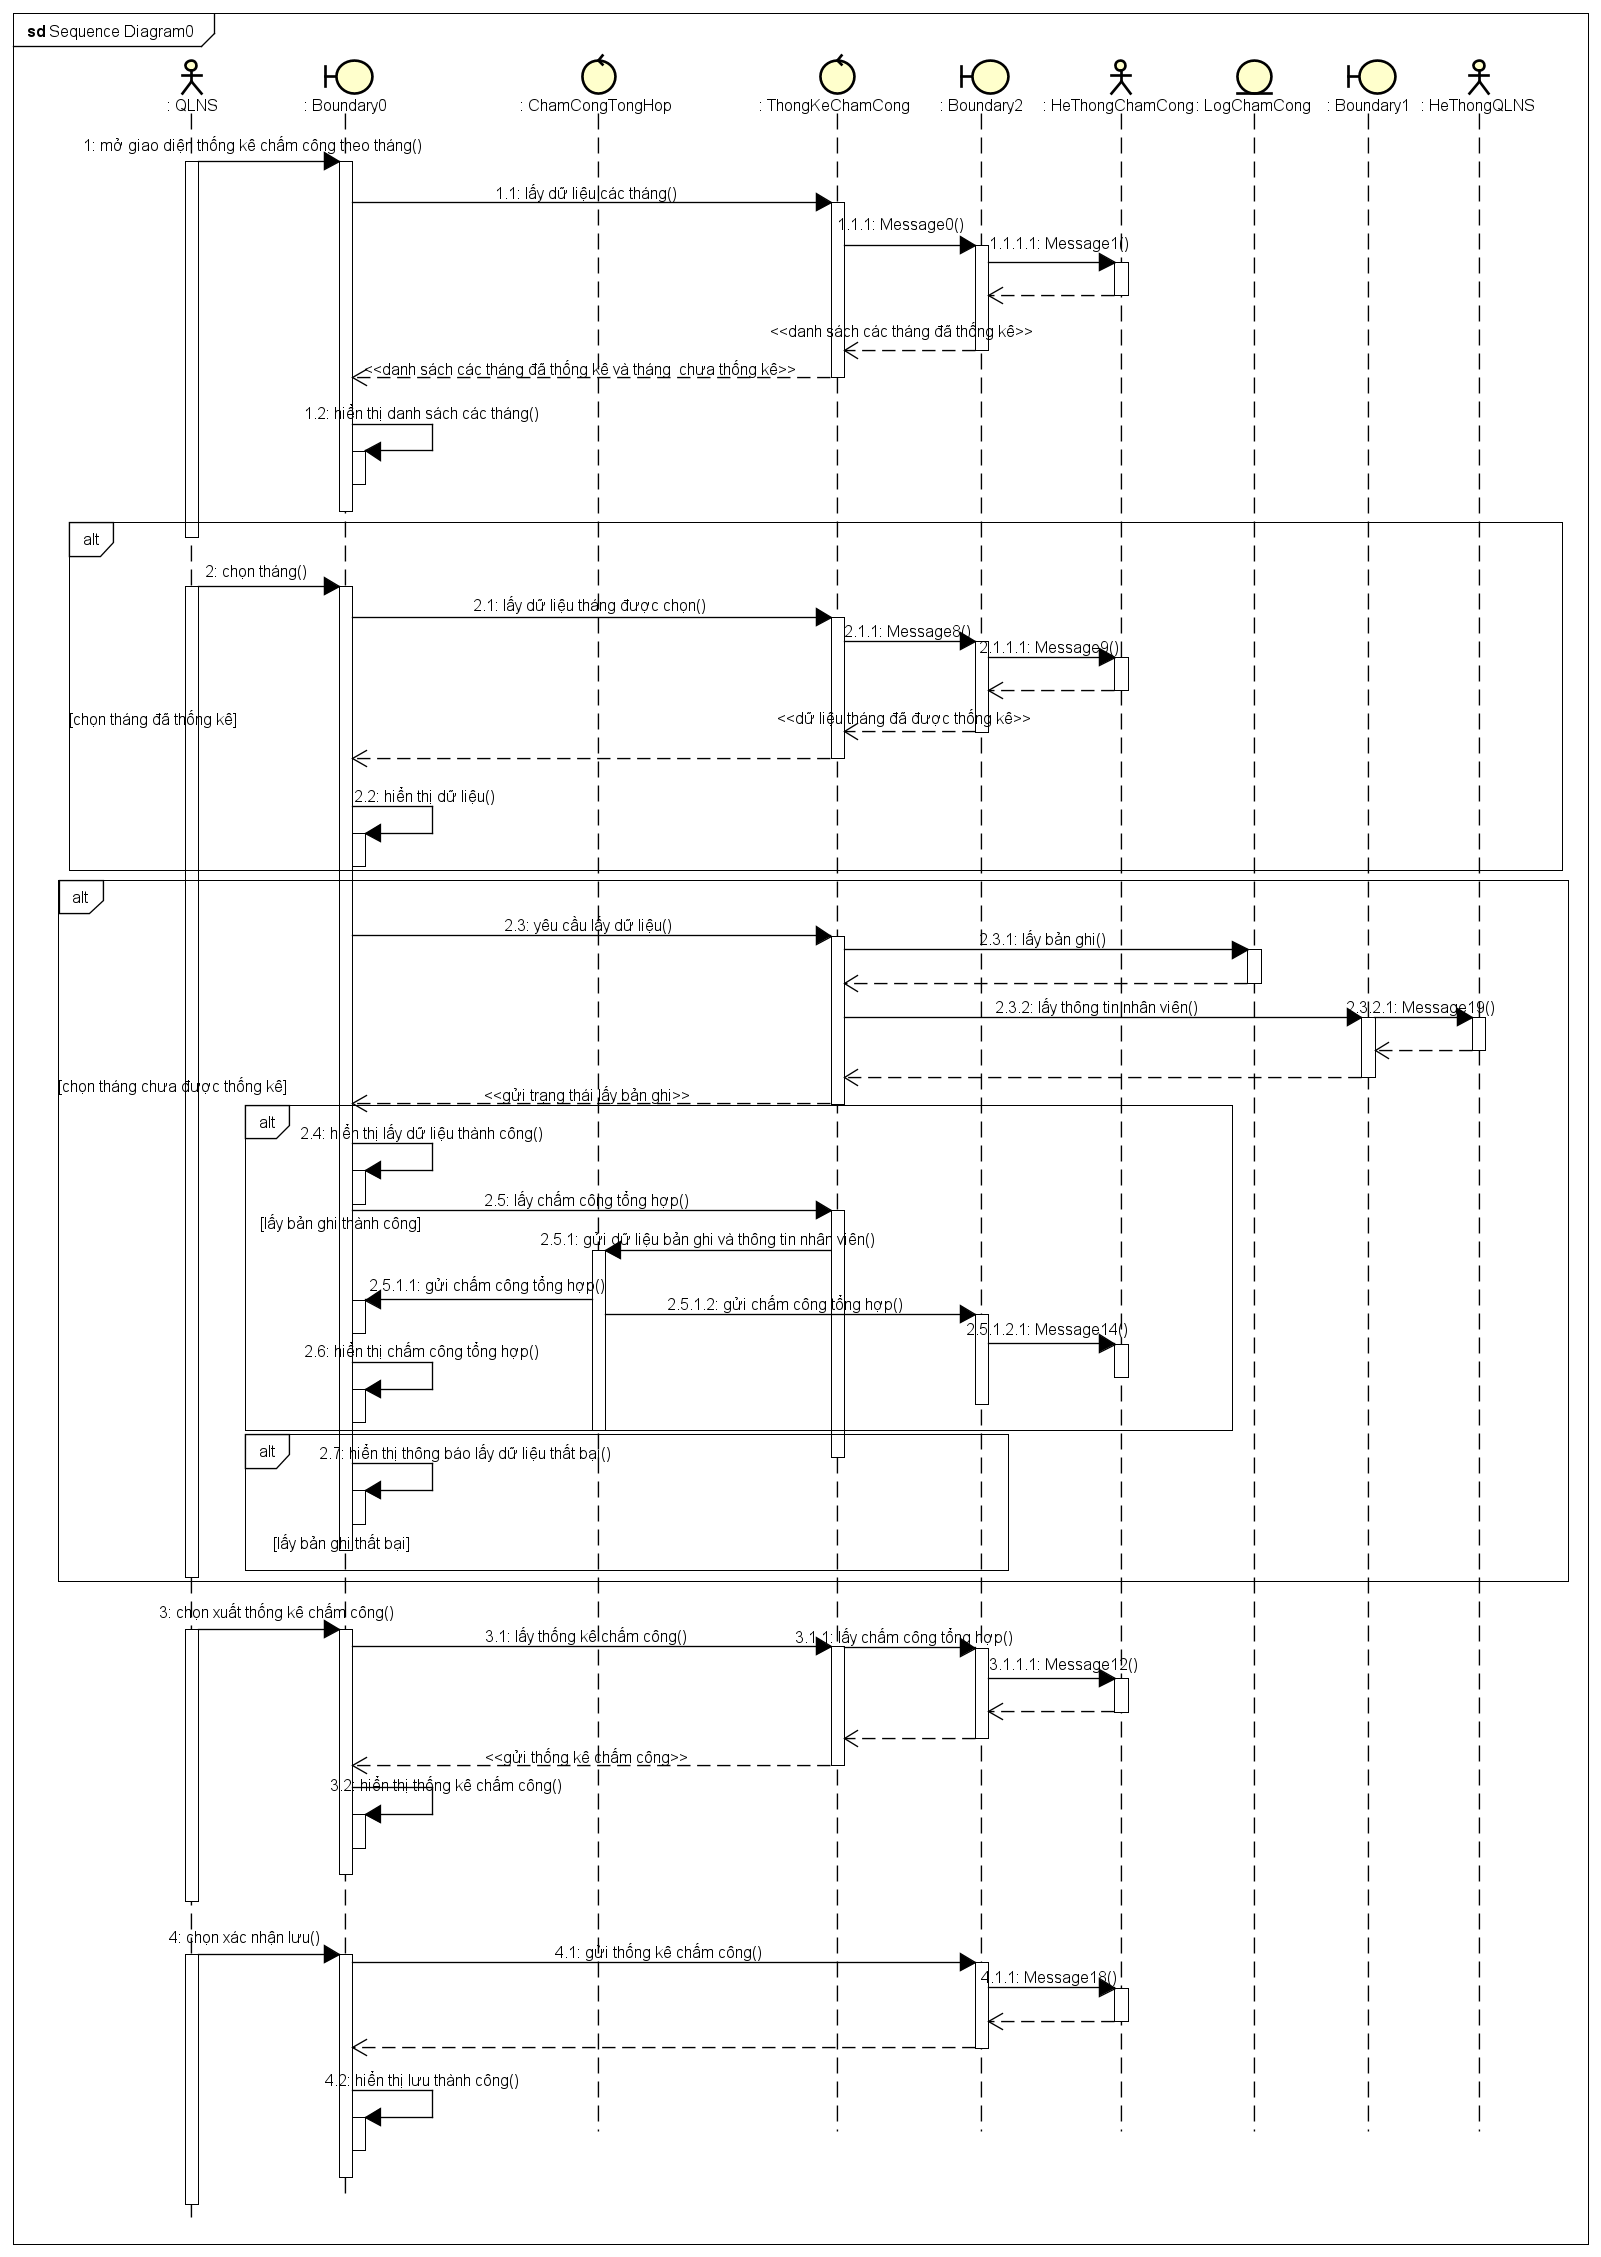 sd Sequence Diagram0
: QLNS
: Boundary0
: ChamCongTongHop
: ThongKeChamCong
: Boundary2
: HeThongChamCong
: LogChamCong
: Boundary1
: HeThongQLNS
1: mở giao diện thống kê chấm công theo tháng()
1.1: lấy dữ liệu các tháng()
1.1.1: Message0()
1.1.1.1: Message1()
<<danh sách các tháng đã thống kê>>
<<danh sách các tháng đã thống kê và tháng  chưa thống kê>>
1.2: hiển thị danh sách các tháng()
alt
2: chọn tháng()
2.1: lấy dữ liệu tháng được chọn()
2.1.1: Message8()
2.1.1.1: Message9()
[chọn tháng đã thống kê]
<<dữ liệu tháng đã được thống kê>>
2.2: hiển thị dữ liệu()
alt
2.3: yêu cầu lấy dữ liệu()
2.3.1: lấy bản ghi()
2.3.2: lấy thông tin nhân viên()
2.3.2.1: Message19()
[chọn tháng chưa được thống kê]
<<gửi trạng thái lấy bản ghi>>
alt
2.4: hiển thị lấy dữ liệu thành công()
2.5: lấy chấm công tổng hợp()
[lấy bản ghi thành công]
2.5.1: gửi dữ liệu bản ghi và thông tin nhân viên()
2.5.1.1: gửi chấm công tổng hợp()
2.5.1.2: gửi chấm công tổng hợp()
2.5.1.2.1: Message14()
2.6: hiển thị chấm công tổng hợp()
alt
2.7: hiển thị thông báo lấy dữ liệu thất bại()
[lấy bản ghi thất bại]
3: chọn xuất thống kê chấm công()
3.1: lấy thống kê chấm công()
3.1.1: lấy chấm công tổng hợp()
3.1.1.1: Message12()
<<gửi thống kê chấm công>>
3.2: hiển thị thống kê chấm công()
4: chọn xác nhận lưu()
4.1: gửi thống kê chấm công()
4.1.1: Message18()
4.2: hiển thị lưu thành công()